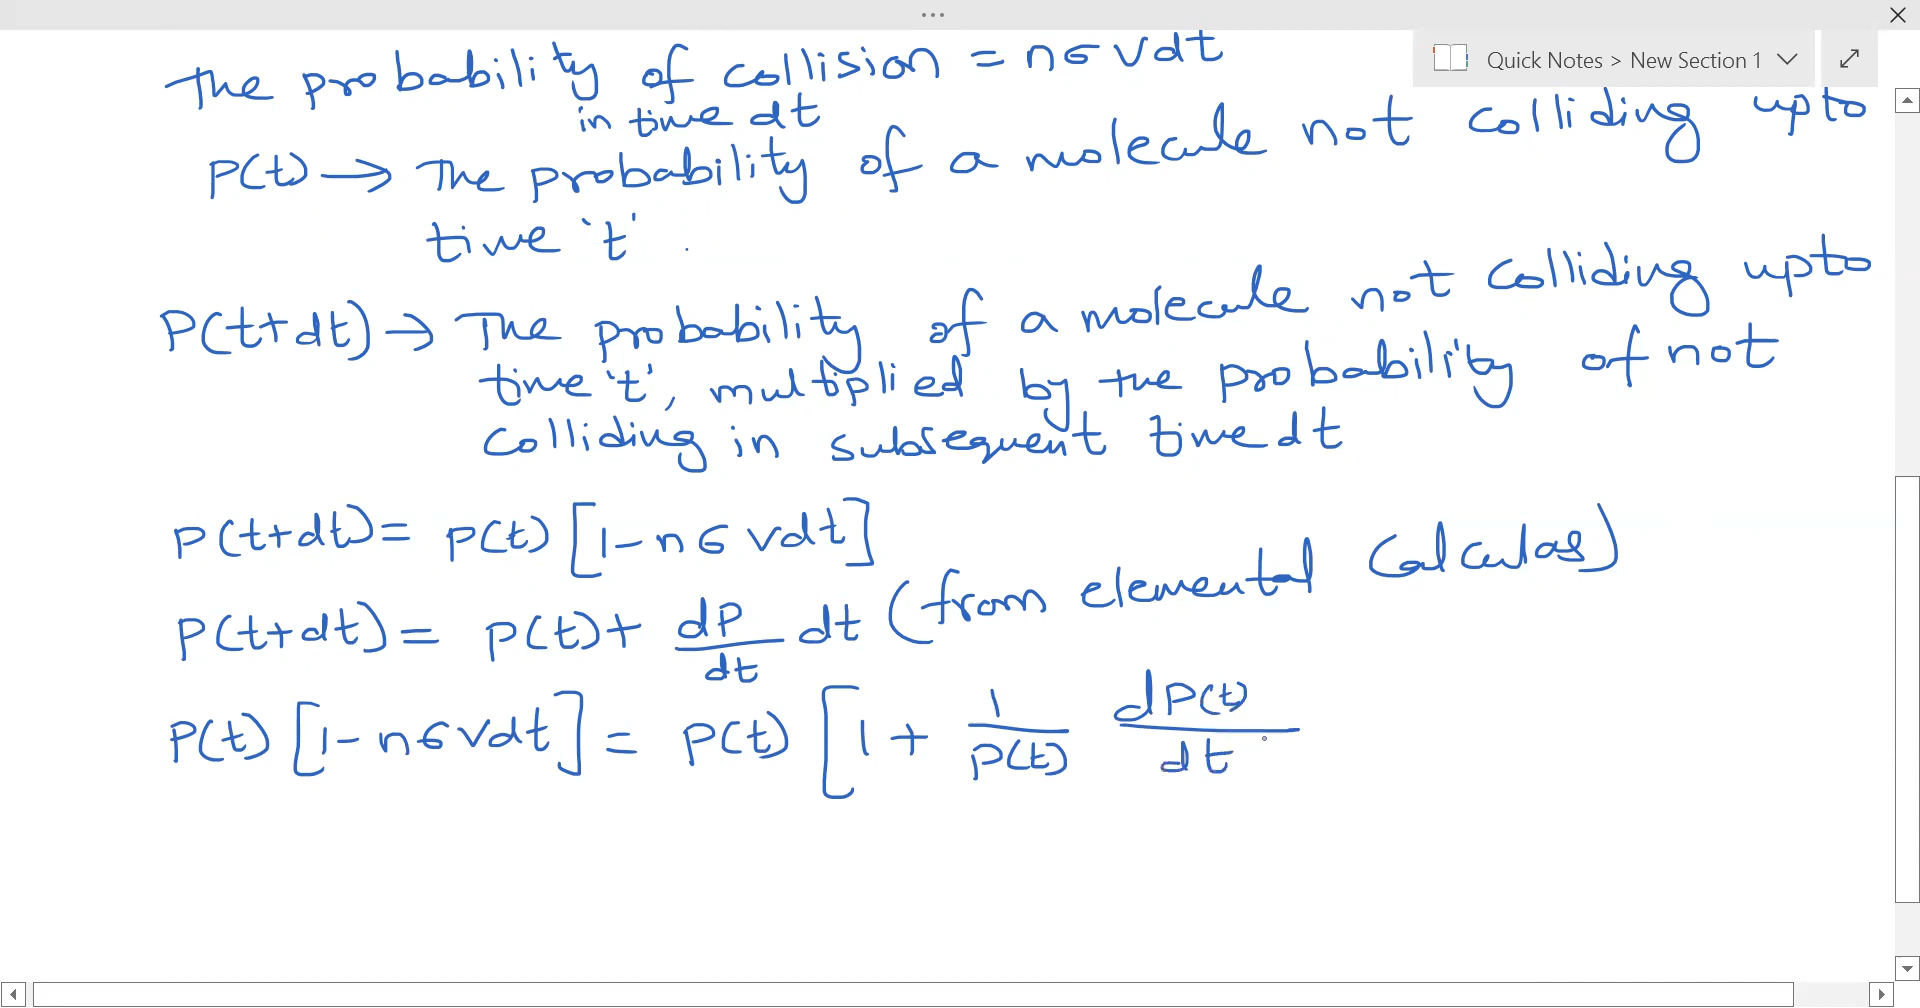 The probability of collision = nσvdt
Quick Notes > New Section 1
in time dt
P(t) → The probability of a molecule not colliding upto
time 't'.
P(t+dt) → The probability of a molecule not colliding upto
time 't', multiplied by the probability of not
colliding in subsequent time dt
P(t+dt) = P(t) [1 - nσvdt]
P(t+dt) = P(t) + dP/dt dt (from elemental calculas)
P(t) [1 - nσvdt] = P(t) [1 + 1/P(t) dP(t)/dt